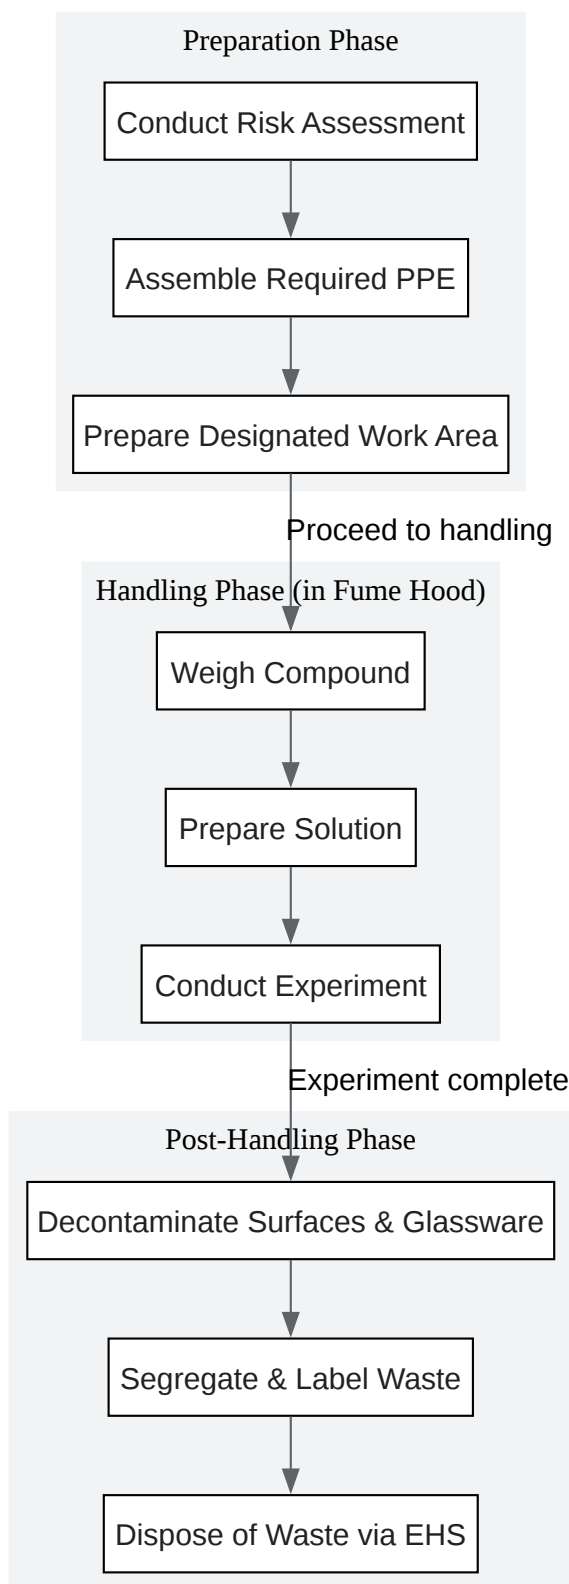 Preparation Phase
Conduct Risk Assessment
Assemble Required PPE
Prepare Designated Work Area
Proceed to handling
Handling Phase (in Fume Hood)
Weigh Compound
Prepare Solution
Conduct Experiment
Experiment complete
Post-Handling Phase
Decontaminate Surfaces & Glassware
Segregate & Label Waste
Dispose of Waste via EHS